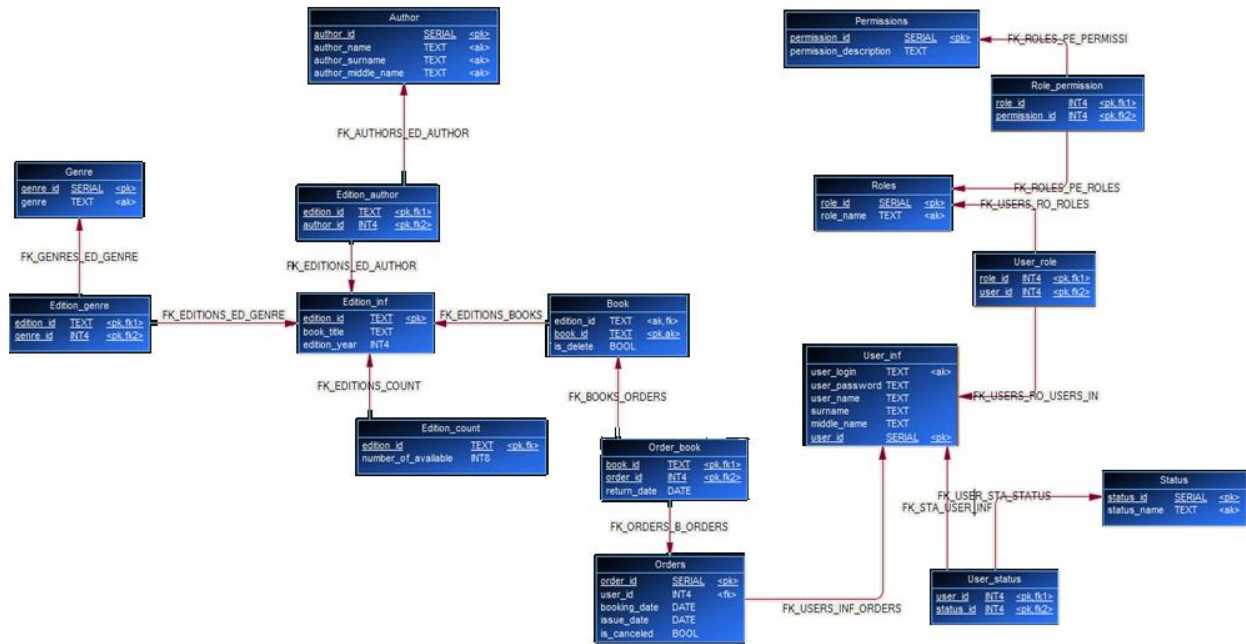 Author
author_id SERIAL <pk>
author_name TEXT <ak>
author_surname TEXT <ak>
author_middle_name TEXT <ak>
Permissions
permission_id SERIAL <pk>
permission_description TEXT
FK_ROLES_PE_PERMISSI
Role_permission
role_id INT4 <pk,fk1>
permission_id INT4 <pk,fk2>
FK_AUTHORS_ED_AUTHOR
Genre
genre_id SERIAL <pk>
genre TEXT <ak>
Edition_author
edition_id TEXT <pk,fk1>
author_id INT4 <pk,fk2>
FK_ROLES_PE_ROLES
Roles
role_id SERIAL <pk>
role_name TEXT <ak>
FK_USERS_RO_ROLES
FK_GENRES_ED_GENRE
FK_EDITIONS_ED_AUTHOR
User_role
role_id INT4 <pk,fk1>
user_id INT4 <pk,fk2>
Edition_genre
edition_id TEXT <pk,fk1>
genre_id INT4 <pk,fk2>
FK_EDITIONS_ED_GENRE
Edition_inf
edition_id TEXT <pk>
book_title TEXT
edition_year INT4
FK_EDITIONS_BOOKS
Book
edition_id TEXT <ak,fk>
book_id TEXT <pk,ak>
is_delete BOOL
User_inf
user_login TEXT <ak>
user_password TEXT
user_name TEXT
surname TEXT
middle_name TEXT
user_id SERIAL <pk>
FK_USERS_RO_USERS_IN
FK_EDITIONS_COUNT
FK_BOOKS_ORDERS
Edition_count
edition_id TEXT <pk,fk>
number_of_available INT8
Order_book
book_id TEXT <pk,fk1>
order_id INT4 <pk,fk2>
return_date DATE
FK_USER_STA_STATUS
FK_STA_USER_INF
Status
status_id SERIAL <pk>
status_name TEXT <ak>
FK_ORDERS_B_ORDERS
Orders
order_id SERIAL <pk>
user_id INT4 <fk>
booking_date DATE
issue_date DATE
is_canceled BOOL
FK_USERS_INF_ORDERS
User_status
user_id INT4 <pk,fk1>
status_id INT4 <pk,fk2>